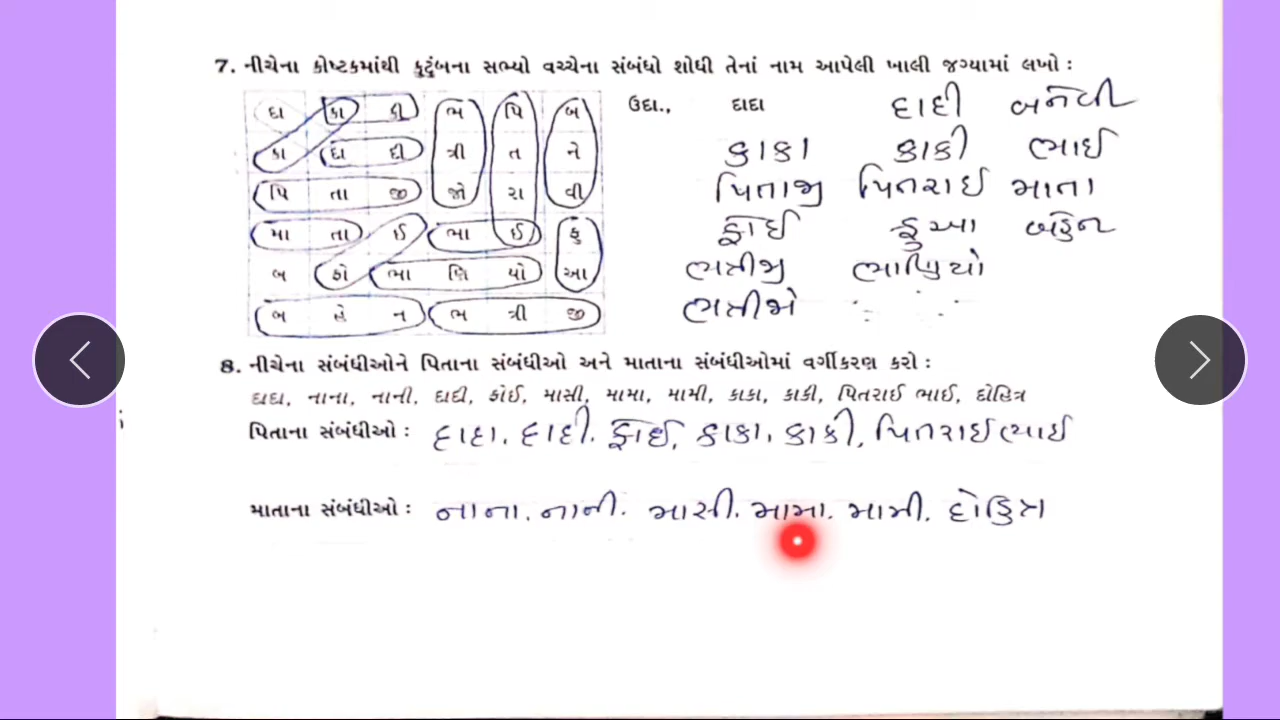 7. નીચેના કોષ્ટકમાંથી કુટુંબના સભ્યો વચ્ચેના સંબંધો શોધી તેનાં નામ આપેલી ખાલી જગ્યામાં લખો :
દા કા કી ભ પિ બ ઉદા., દાદા દાદી બનેવી
કા દા દી ત્રી ત ને કાકા કાકી ભાઈ
પિ તા જી જો રા વી પિતાજી પિતરાઈ માતા
મા તા ઈ ભા ઈ ફુ ફોઈ ફુઆ બહેન
બ ફો ભા ણિ યો આ ભત્રીજી ભાણિયો
બ હે ન ભ ત્રી જી ભત્રીજો
8. નીચેના સંબંધીઓને પિતાના સંબંધીઓ અને માતાના સંબંધીઓમાં વર્ગીકરણ કરો :
દાદા, નાના, નાની, દાદી, ફોઈ, માસી, મામા, મામી, કાકા, કાકી, પિતરાઈ ભાઈ, દોહિત્ર
પિતાના સંબંધીઓ : દાદા, દાદી. ફોઈ, કાકા, કાકી, પિતરાઈ ભાઈ
માતાના સંબંધીઓ : નાના, નાની. માસી. મામા. મામી. દોહિત્ર